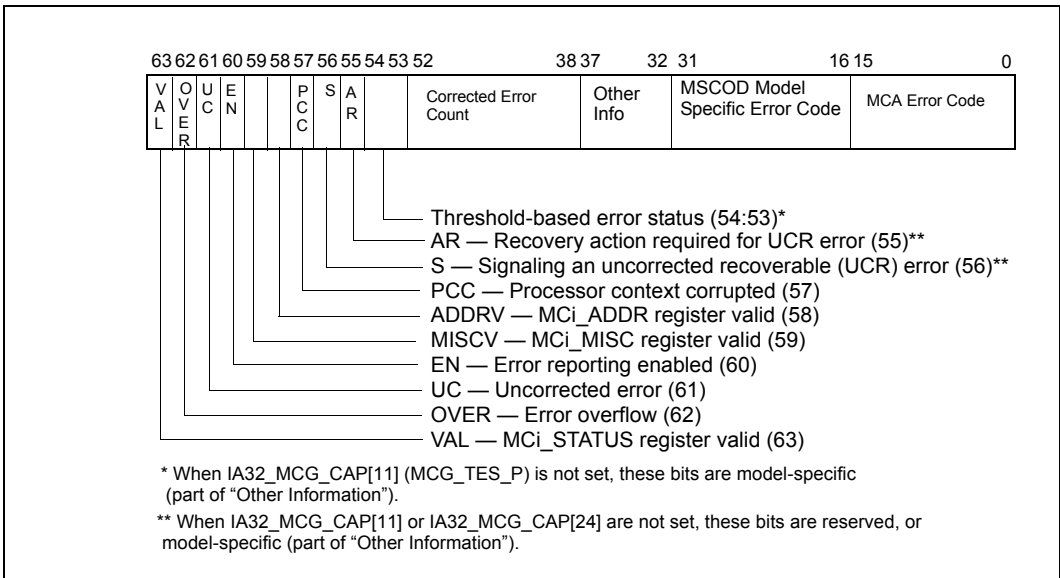 63 62 61 60 59 58 57 56 55 54 53 52 38 37 32 31 16 15 0
VAL
OVER
UC
EN
PCC
S
AR
Corrected Error
Count
Other
Info
MSCOD Model
Specific Error Code
MCA Error Code
Threshold-based error status (54:53)*
AR — Recovery action required for UCR error (55)**
S — Signaling an uncorrected recoverable (UCR) error (56)**
PCC — Processor context corrupted (57)
ADDRV — MCi_ADDR register valid (58)
MISCV — MCi_MISC register valid (59)
EN — Error reporting enabled (60)
UC — Uncorrected error (61)
OVER — Error overflow (62)
VAL — MCi_STATUS register valid (63)
* When IA32_MCG_CAP[11] (MCG_TES_P) is not set, these bits are model-specific
(part of “Other Information”).
** When IA32_MCG_CAP[11] or IA32_MCG_CAP[24] are not set, these bits are reserved, or
model-specific (part of “Other Information”).